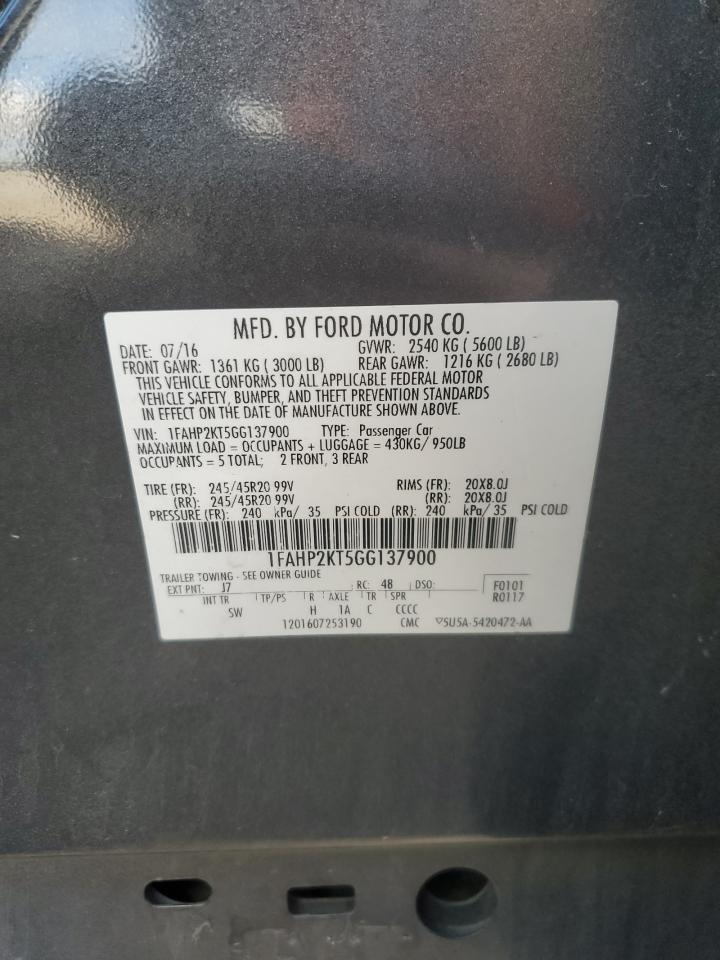 MFD. BY FORD MOTOR CO.
DATE: 07/16 GVWR: 2540 KG ( 5600 LB)
FRONT GAWR: 1361 KG ( 3000 LB) REAR GAWR: 1216 KG ( 2680 LB)
THIS VEHICLE CONFORMS TO ALL APPLICABLE FEDERAL MOTOR
VEHICLE SAFETY, BUMPER, AND THEFT PREVENTION STANDARDS
IN EFFECT ON THE DATE OF MANUFACTURE SHOWN ABOVE.
VIN: 1FAHP2KT5GG137900 TYPE: Passenger Car
MAXIMUM LOAD = OCCUPANTS + LUGGAGE = 430KG/ 950LB
OCCUPANTS = 5 TOTAL; 2 FRONT, 3 REAR
TIRE (FR): 245/45R20 99V RIMS (FR): 20X8.0J
(RR): 245/45R20 99V (RR): 20X8.0J
PRESSURE (FR): 240 kPa/ 35 PSI COLD (RR): 240 kPa/ 35 PSI COLD
1FAHP2KT5GG137900
TRAILER TOWING - SEE OWNER GUIDE
EXT PNT: J7 RC: 48 DSO: F0101
INT TR TP/PS R AXLE TR SPR R0117
SW H 1A C CCCC
1201607253190 CMC ▽5U5A-5420472-AA